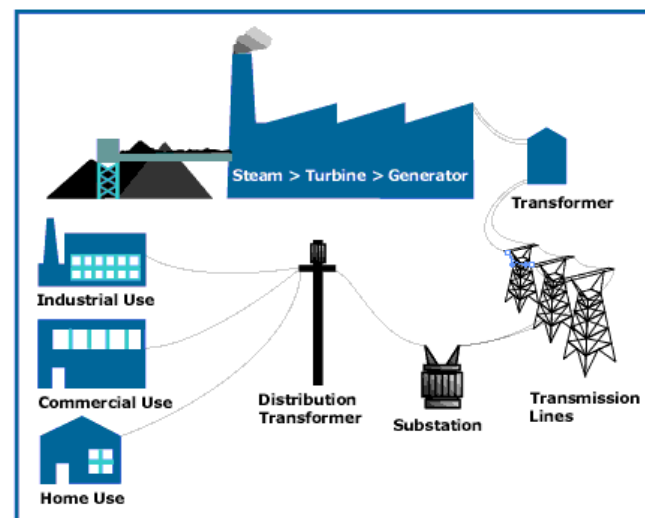 Steam > Turbine > Generator
Transformer
Industrial Use
Commercial Use
Distribution
Transformer
Substation
Transmission
Lines
Home Use